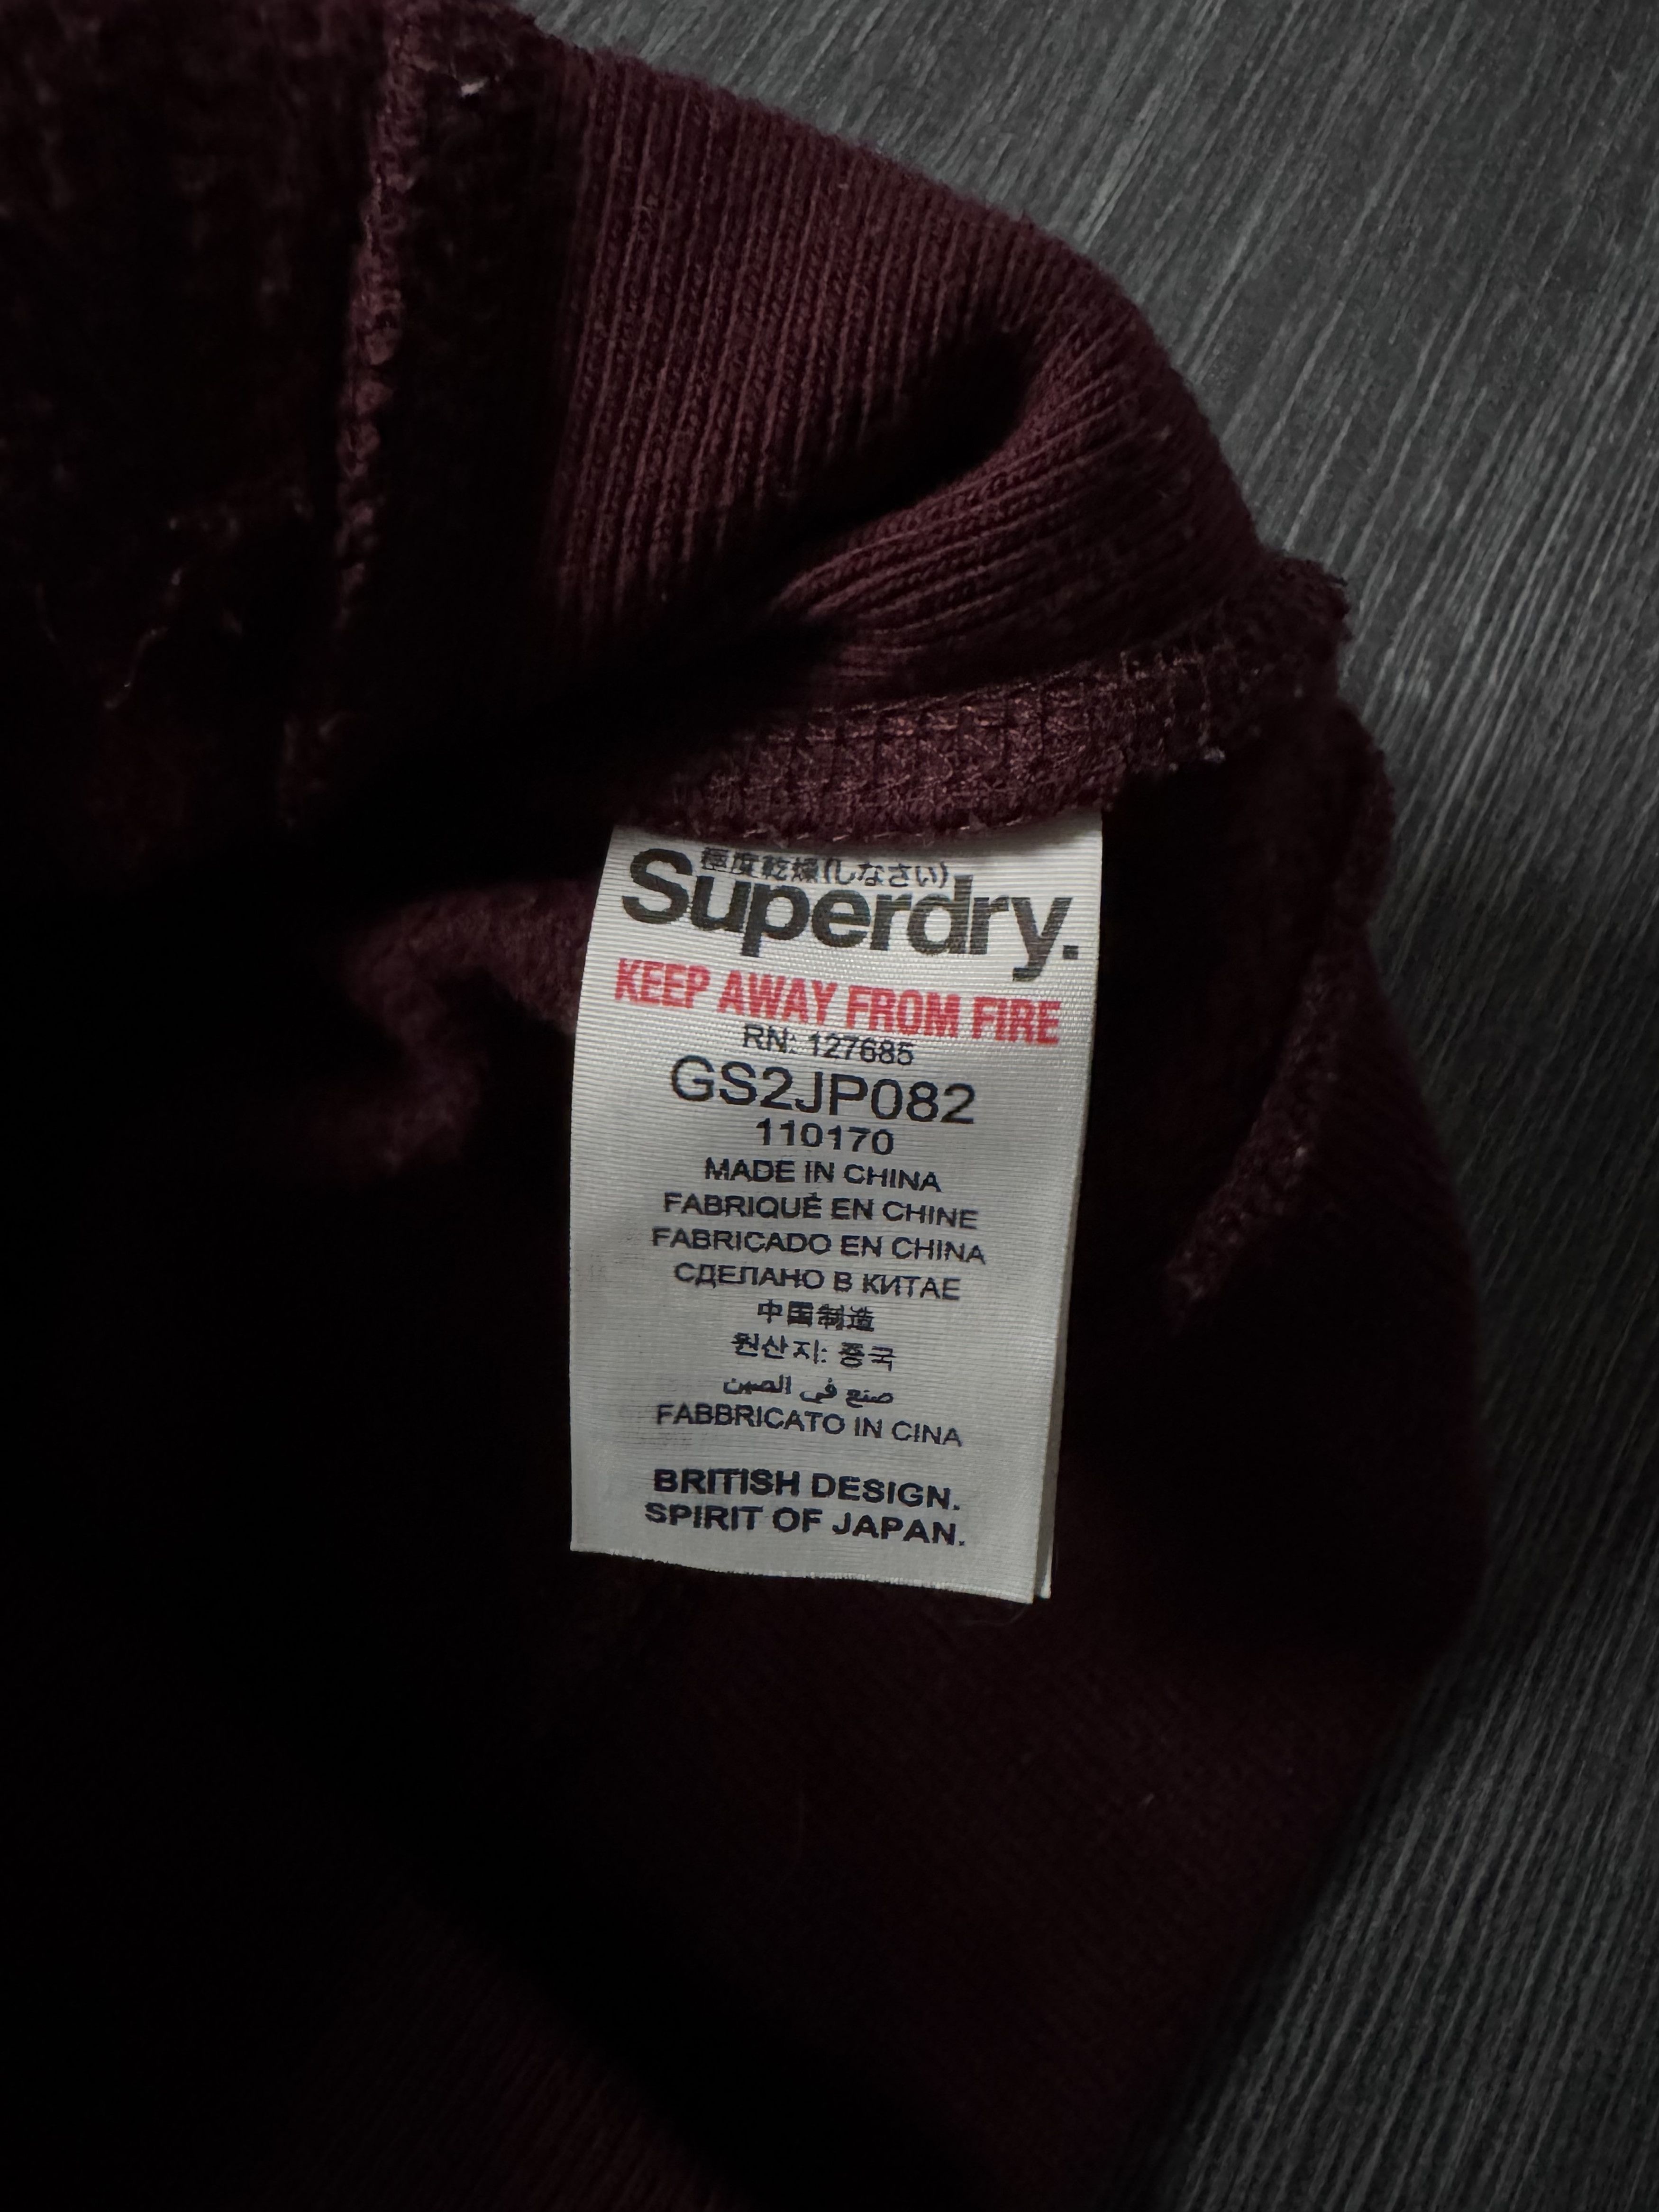 極度乾燥(しなさい)
Superdry.
KEEP AWAY FROM FIRE
RN: 127685
GS2JP082
110170
MADE IN CHINA
FABRIQUÉ EN CHINE
FABRICADO EN CHINA
СДЕЛАНО В КИТАЕ
中国制造
원산지: 중국
صنع في الصين
FABBRICATO IN CINA
BRITISH DESIGN.
SPIRIT OF JAPAN.